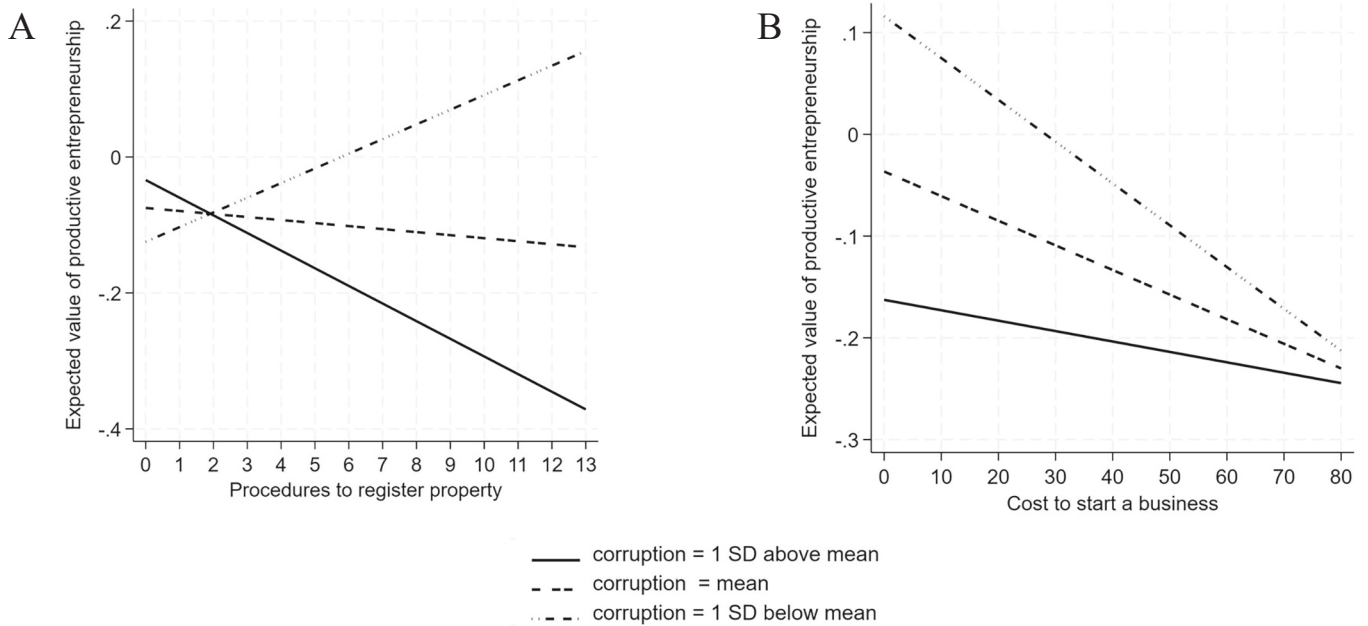 A
Expected value of productive entrepreneurship
.2
0
-.2
-.4
0 1 2 3 4 5 6 7 8 9 10 11 12 13
Procedures to register property
B
Expected value of productive entrepreneurship
.1
0
-.1
-.2
-.3
0 10 20 30 40 50 60 70 80
Cost to start a business
corruption = 1 SD above mean
corruption = mean
corruption = 1 SD below mean